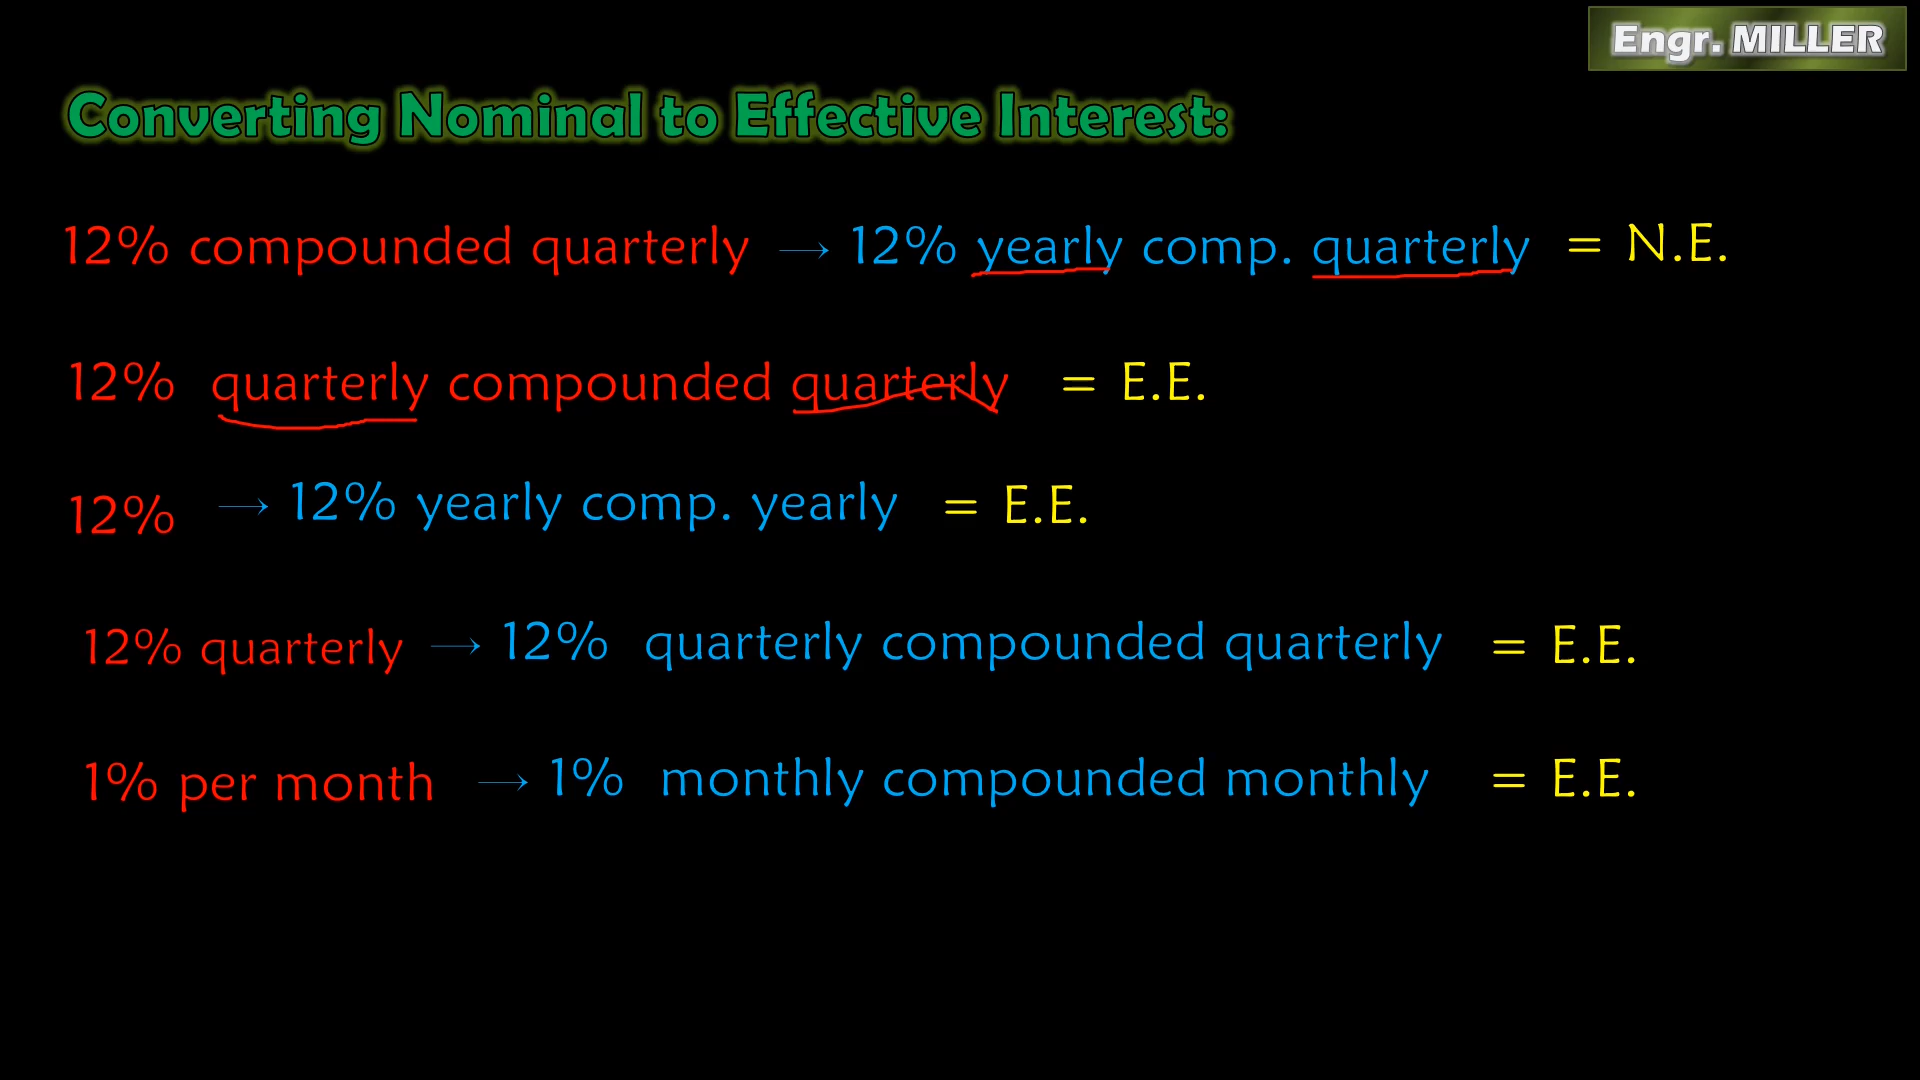 Engr. MILLER
Converting Nominal to Effective Interest:
12% compounded quarterly → 12% yearly comp. quarterly = N.E.
12% quarterly compounded quarterly = E.E.
12% → 12% yearly comp. yearly = E.E.
12% quarterly → 12% quarterly compounded quarterly = E.E.
1% per month → 1% monthly compounded monthly = E.E.